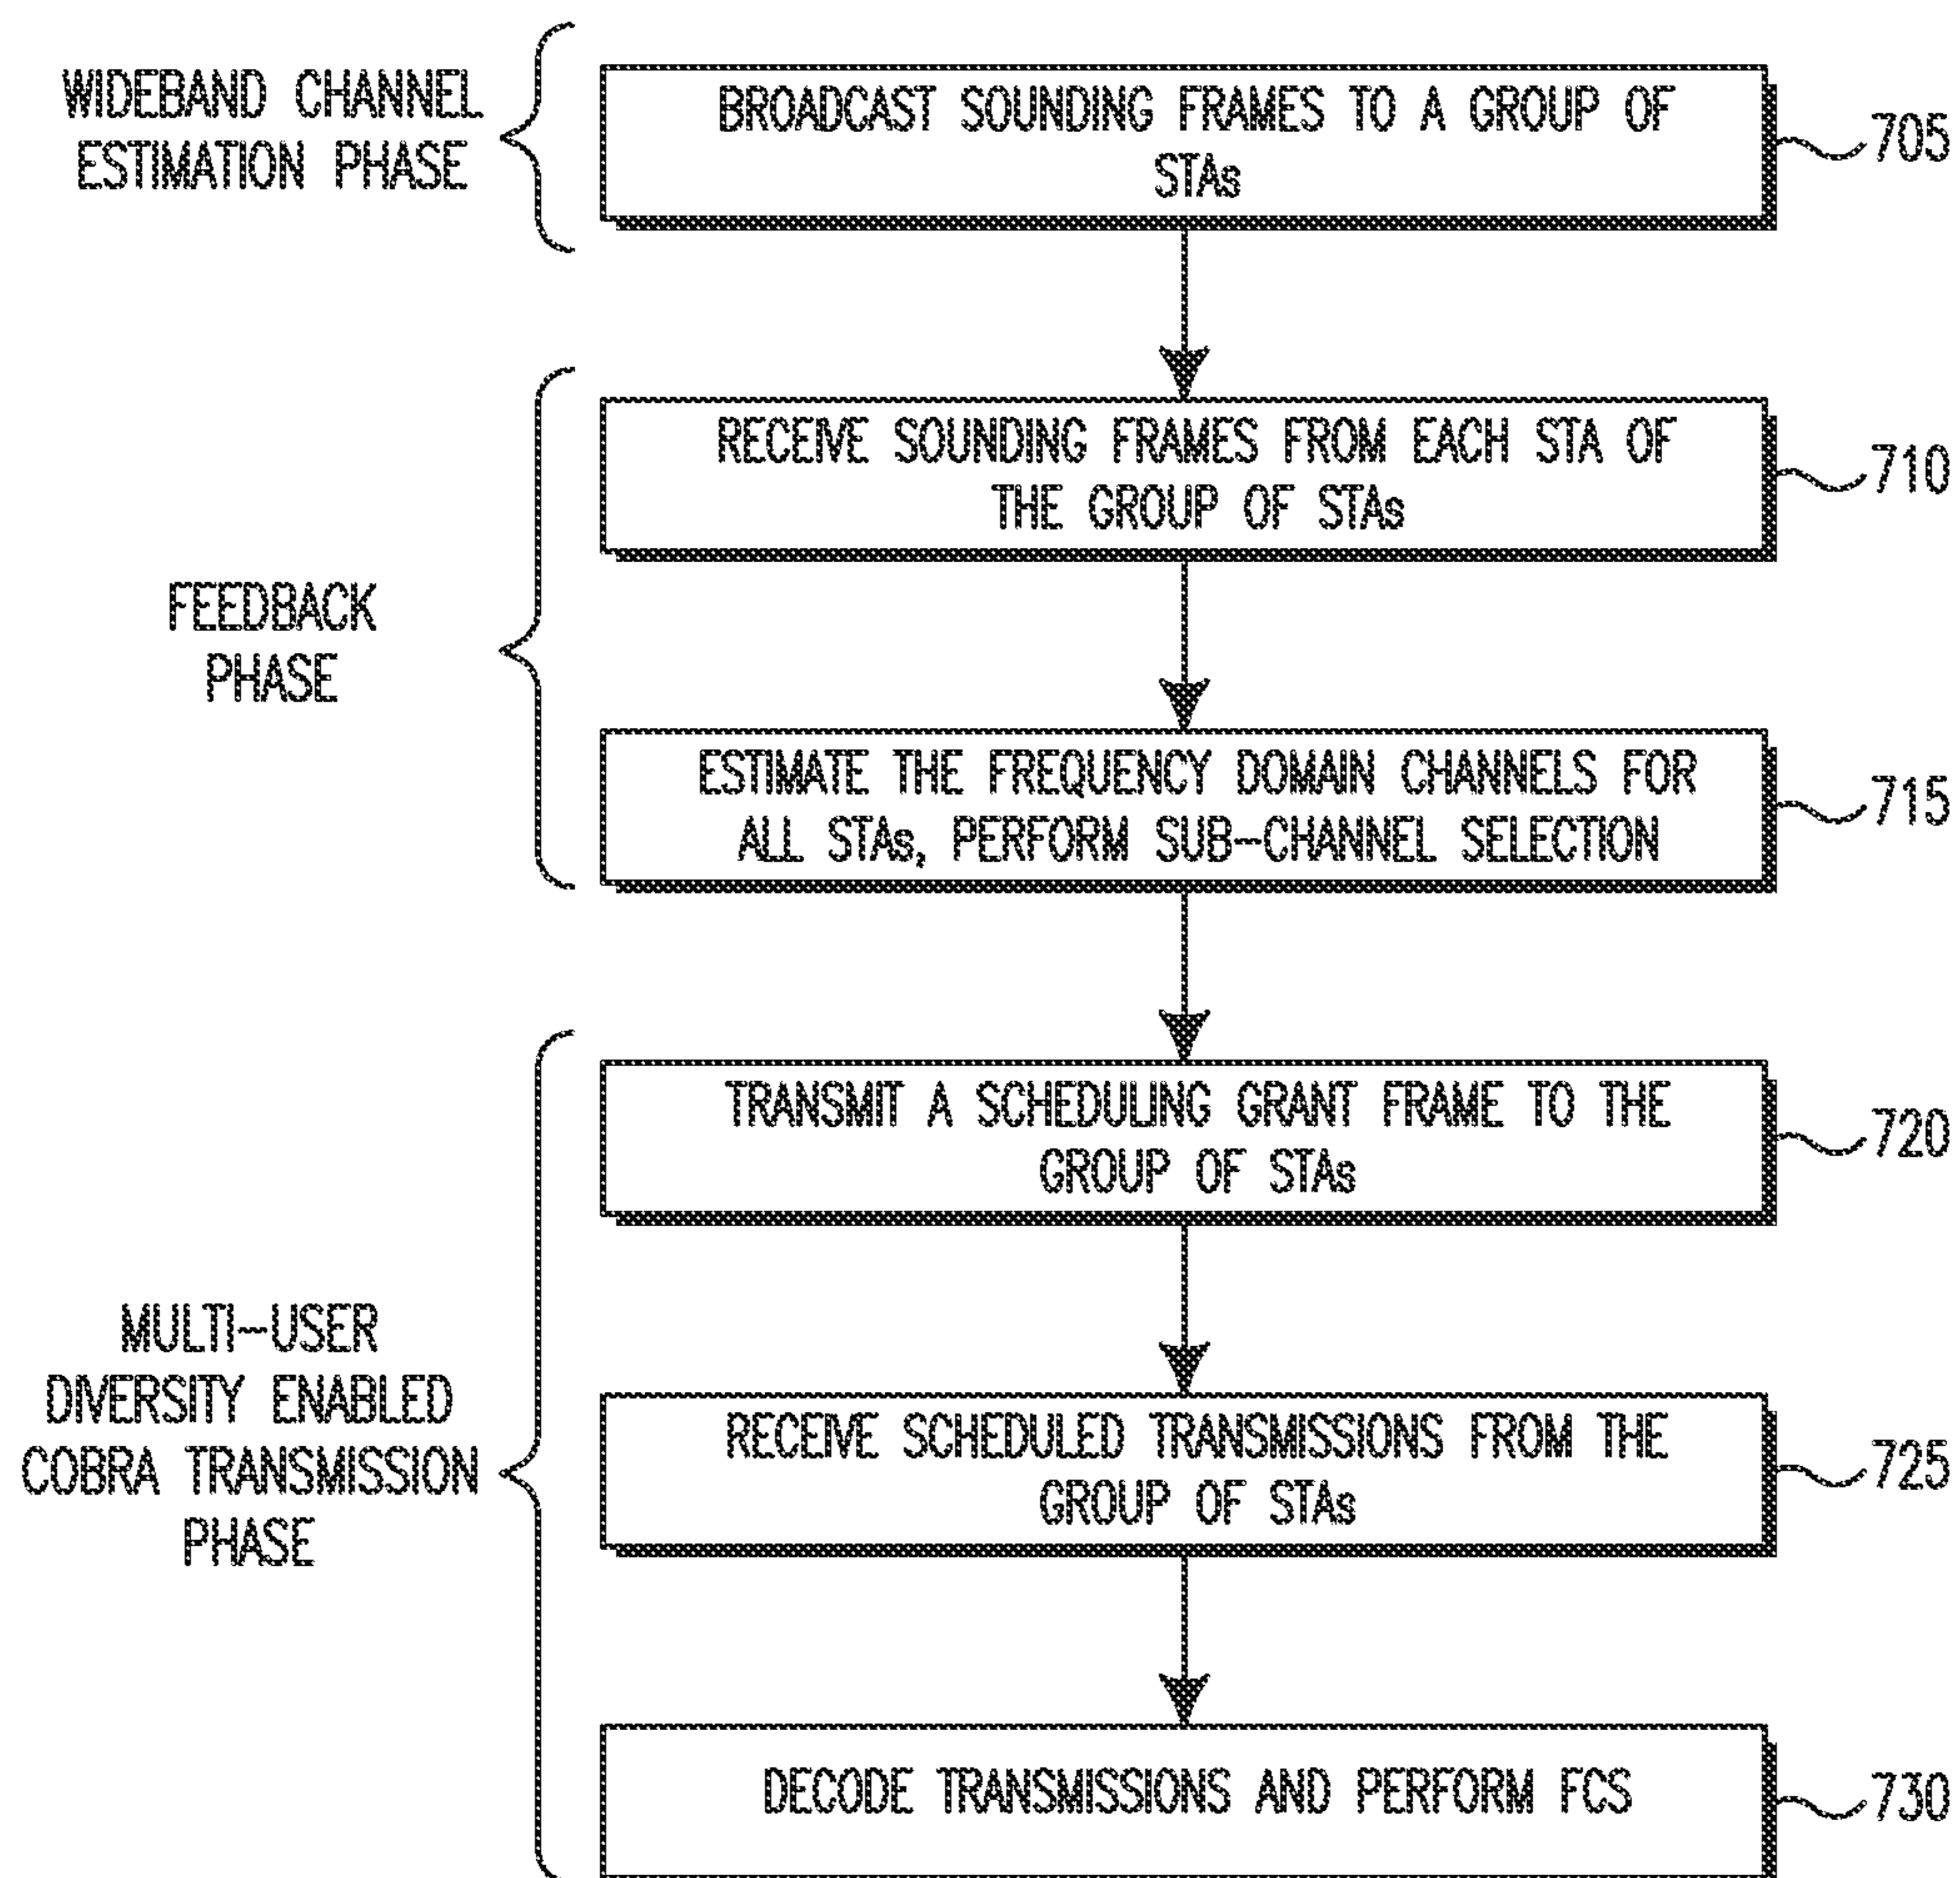 WIDEBAND CHANNEL
ESTIMATION PHASE
BROADCAST SOUNDING FRAMES TO A GROUP OF
STAs
705
RECEIVE SOUNDING FRAMES FROM EACH STA OF
THE GROUP OF STAs
710
FEEDBACK
PHASE
ESTIMATE THE FREQUENCY DOMAIN CHANNELS FOR
ALL STAs, PERFORM SUB-CHANNEL SELECTION
715
TRANSMIT A SCHEDULING GRANT FRAME TO THE
GROUP OF STAs
720
MULTI-USER
DIVERSITY ENABLED
COBRA TRANSMISSION
PHASE
RECEIVE SCHEDULED TRANSMISSIONS FROM THE
GROUP OF STAs
725
DECODE TRANSMISSIONS AND PERFORM FCS
730